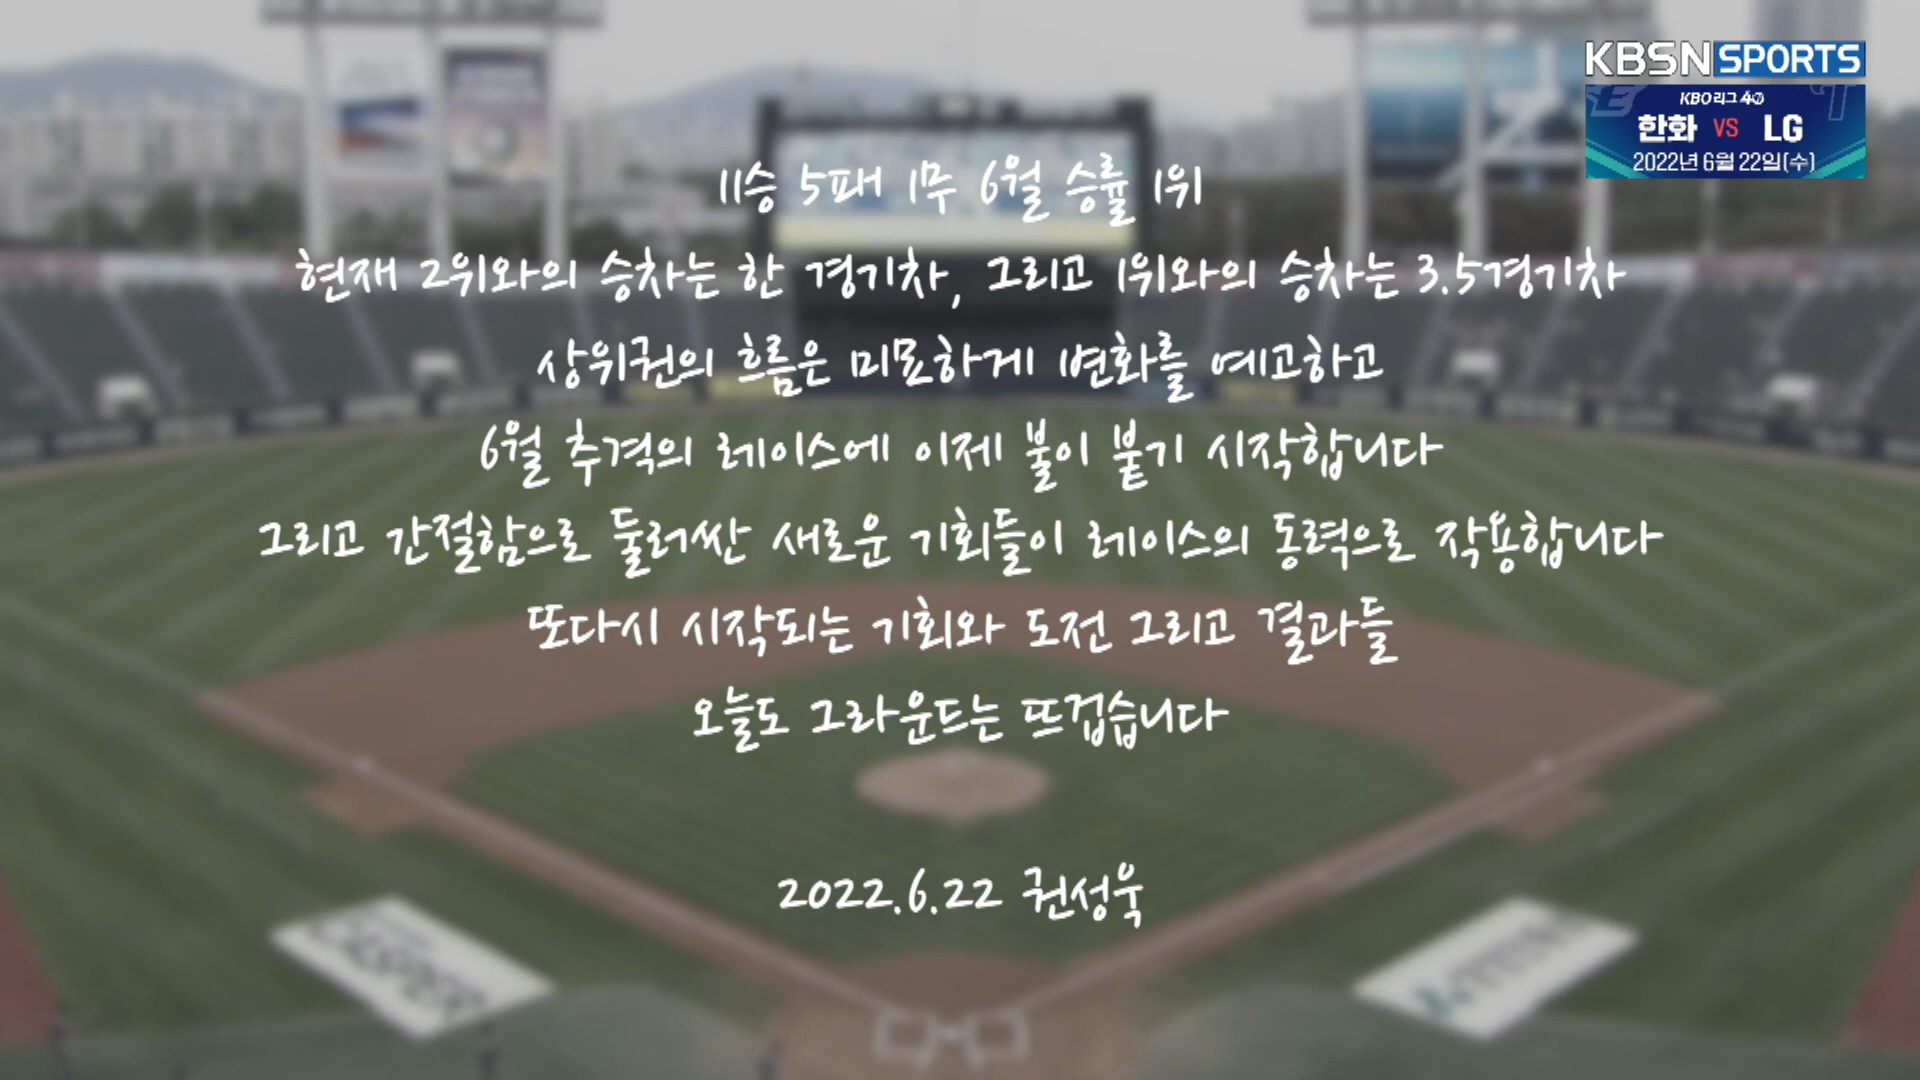 KBSN SPORTS
KBO리그 40
한화 VS LG
2022년 6월 22일(수)
11승 5패 1무 6월 승률 1위
현재 2위와의 승차는 한 경기차, 그리고 1위와의 승차는 3.5경기차
상위권의 흐름은 미묘하게 변화를 예고하고
6월 추격의 레이스에 이제 불이 붙기 시작합니다
그리고 간절함으로 둘러싼 새로운 기회들이 레이스의 동력으로 작용합니다
또다시 시작되는 기회와 도전 그리고 결과들
오늘도 그라운드는 뜨겁습니다
2022.6.22 권성욱
CASPER